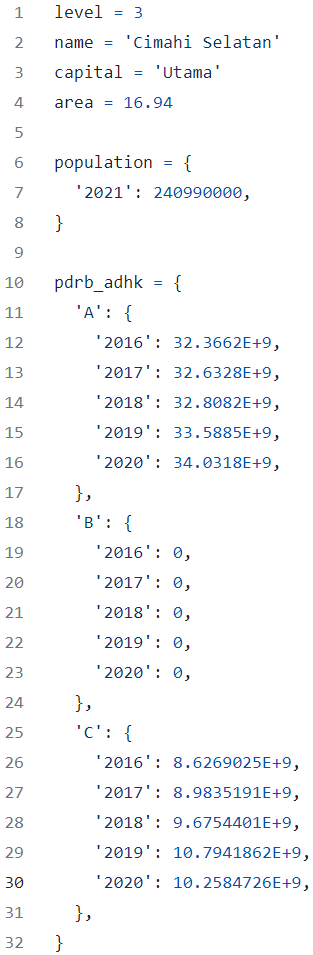 1 level = 3
2 name = 'Cimahi Selatan'
3 capital = 'Utama'
4 area = 16.94
5
6 population = {
7   '2021': 240990000,
8 }
9
10 pdrb_adhk = {
11   'A': {
12     '2016': 32.3662E+9,
13     '2017': 32.6328E+9,
14     '2018': 32.8082E+9,
15     '2019': 33.5885E+9,
16     '2020': 34.0318E+9,
17   },
18   'B': {
19     '2016': 0,
20     '2017': 0,
21     '2018': 0,
22     '2019': 0,
23     '2020': 0,
24   },
25   'C': {
26     '2016': 8.6269025E+9,
27     '2017': 8.9835191E+9,
28     '2018': 9.6754401E+9,
29     '2019': 10.7941862E+9,
30     '2020': 10.2584726E+9,
31   },
32 }